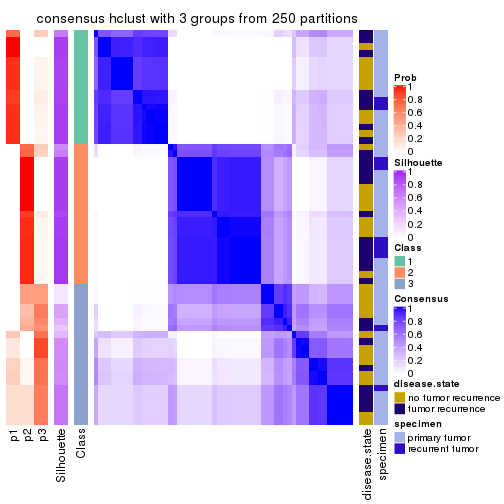 consensus hclust with 3 groups from 250 partitions
Prob
1
0.8
0.6
0.4
0.2
0
Silhouette
1
0.8
0.6
0.4
0.2
0
Class
1
2
3
Consensus
1
0.8
0.6
0.4
0.2
0
disease.state
no tumor recurrence
tumor recurrence
specimen
primary tumor
recurrent tumor
p1
p2
p3
Silhouette
Class
disease.state
specimen